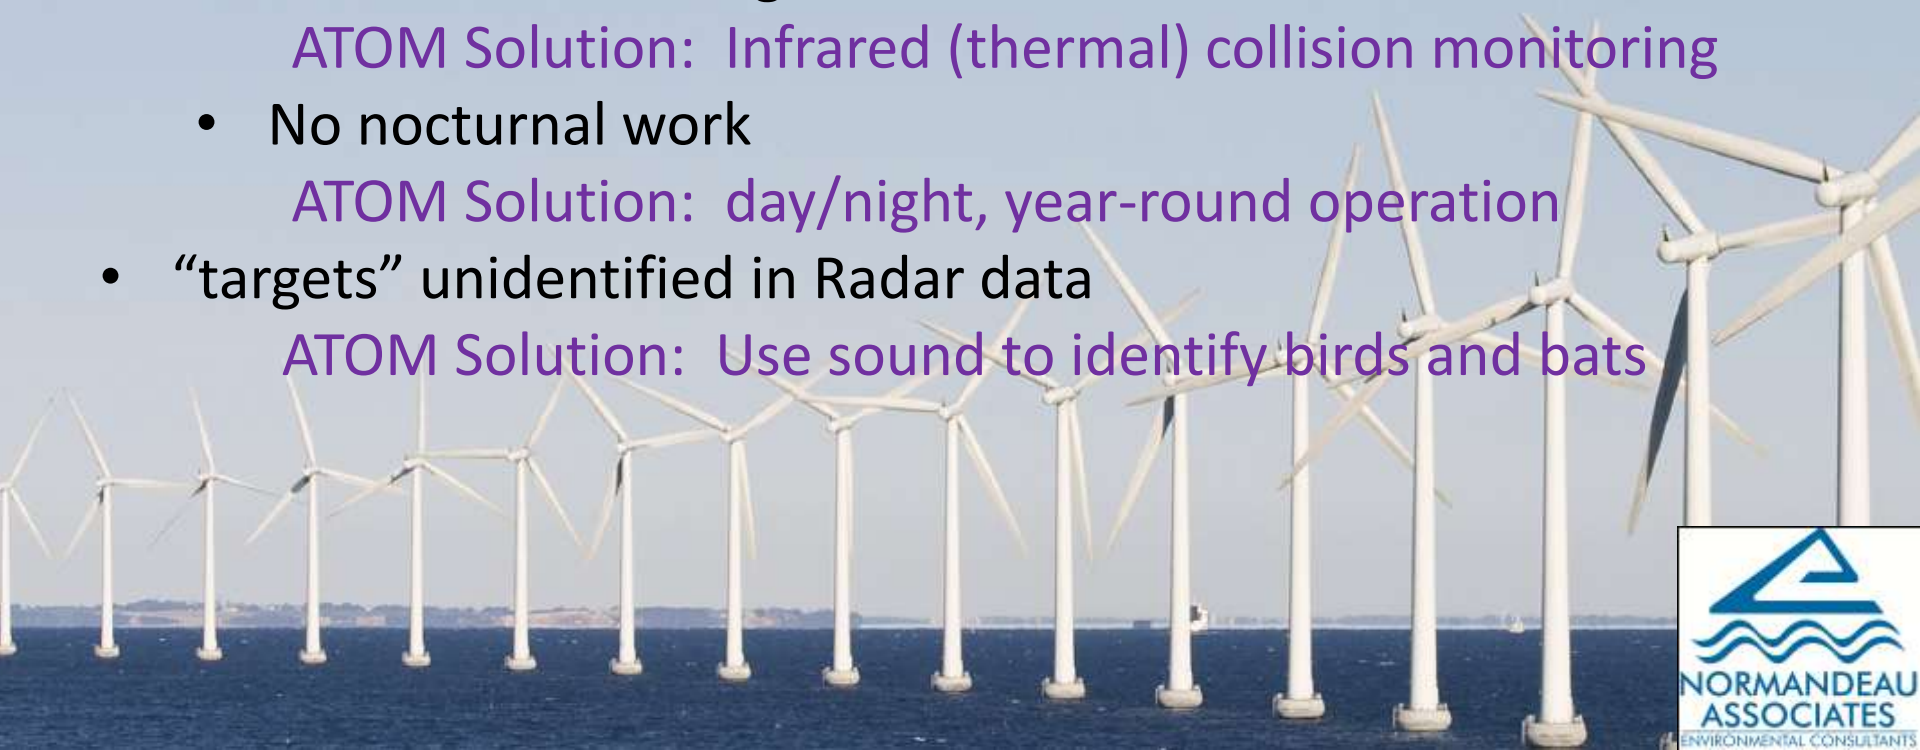 ATOM Solution: Infrared (thermal) collision monitoring
• No nocturnal work
ATOM Solution: day/night, year-round operation
• “targets” unidentified in Radar data
ATOM Solution: Use sound to identify birds and bats
NORMANDEAU
ASSOCIATES
ENVIRONMENTAL CONSULTANTS